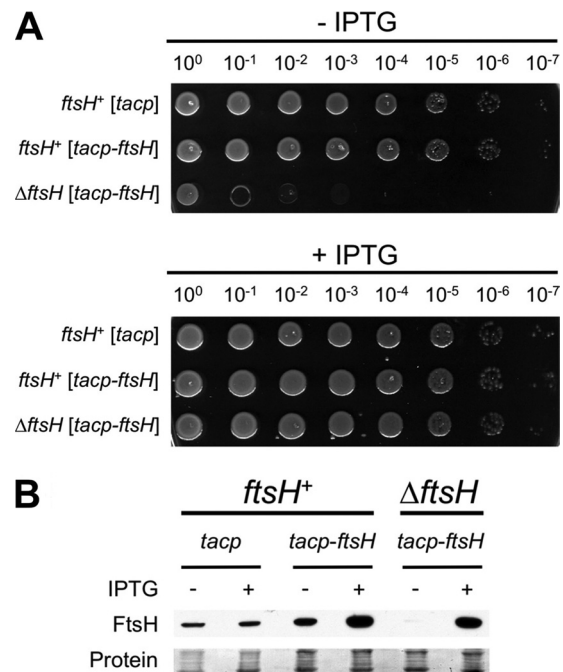 A
- IPTG
10⁰ 10⁻¹ 10⁻² 10⁻³ 10⁻⁴ 10⁻⁵ 10⁻⁶ 10⁻⁷
ftsH⁺ [tacp]
ftsH⁺ [tacp-ftsH]
ΔftsH [tacp-ftsH]
+ IPTG
10⁰ 10⁻¹ 10⁻² 10⁻³ 10⁻⁴ 10⁻⁵ 10⁻⁶ 10⁻⁷
ftsH⁺ [tacp]
ftsH⁺ [tacp-ftsH]
ΔftsH [tacp-ftsH]
B
ftsH⁺ ΔftsH
tacp tacp-ftsH tacp-ftsH
IPTG - + - + - +
FtsH
Protein